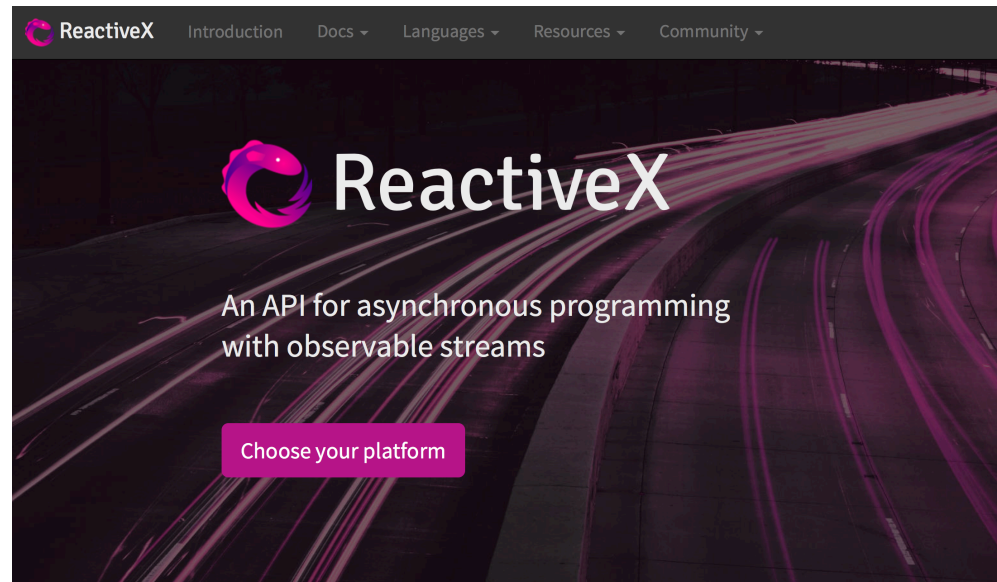 ReactiveX Introduction Docs Languages Resources Community
ReactiveX
An API for asynchronous programming
with observable streams
Choose your platform